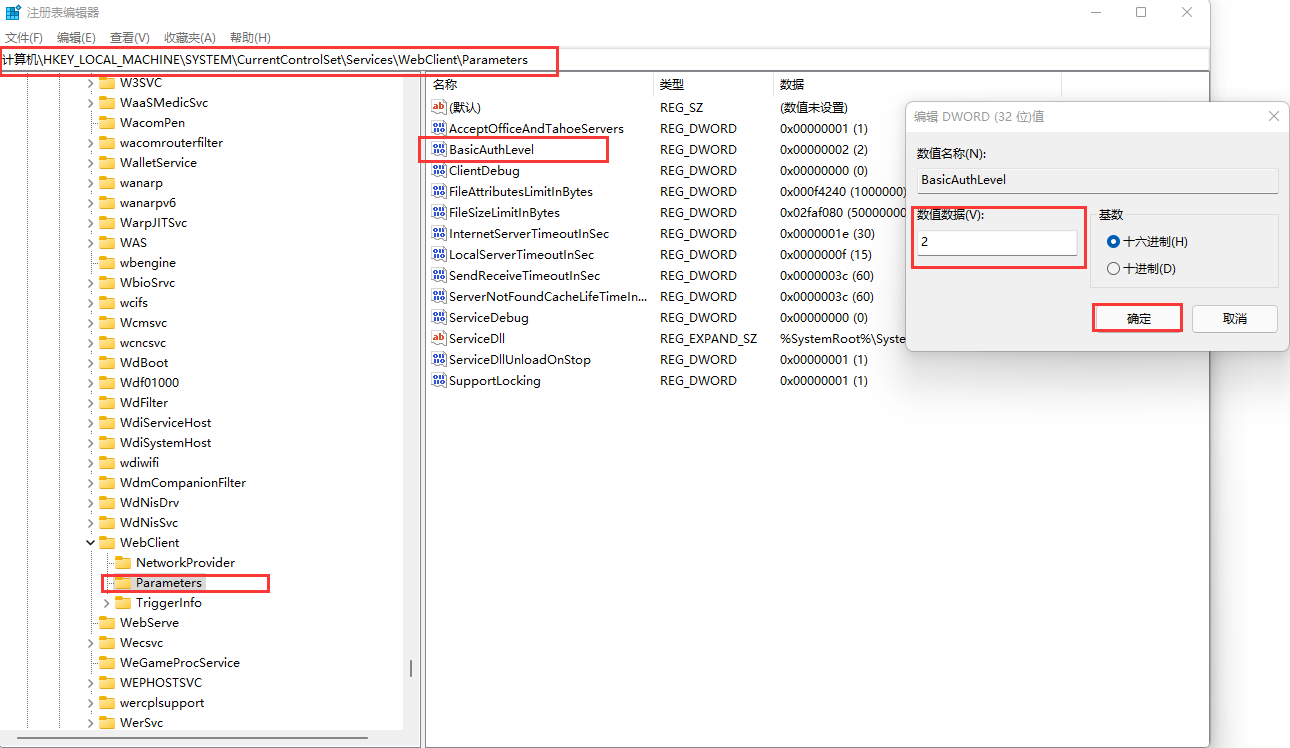 注册表编辑器
文件(F) 编辑(E) 查看(V) 收藏夹(A) 帮助(H)
计算机\HKEY_LOCAL_MACHINE\SYSTEM\CurrentControlSet\Services\WebClient\Parameters
W3SVC
WaaSMedicSvc
WacomPen
wacomrouterfilter
WalletService
wanarp
wanarpv6
WarpJITSvc
WAS
wbengine
WbioSrvc
wcifs
Wcmsvc
wcncsvc
WdBoot
Wdf01000
WdFilter
WdiServiceHost
WdiSystemHost
wdiwifi
WdmCompanionFilter
WdNisDrv
WdNisSvc
WebClient
NetworkProvider
Parameters
TriggerInfo
WebServe
Wecsvc
WeGameProcService
WEPHOSTSVC
wercplsupport
WerSvc
名称 类型 数据
ab (默认) REG_SZ (数值未设置)
AcceptOfficeAndTahoeServers REG_DWORD 0x00000001 (1)
BasicAuthLevel REG_DWORD 0x00000002 (2)
ClientDebug REG_DWORD 0x00000000 (0)
FileAttributesLimitInBytes REG_DWORD 0x000f4240 (1000000)
FileSizeLimitInBytes REG_DWORD 0x02faf080 (50000000
InternetServerTimeoutInSec REG_DWORD 0x0000001e (30)
LocalServerTimeoutInSec REG_DWORD 0x0000000f (15)
SendReceiveTimeoutInSec REG_DWORD 0x0000003c (60)
ServerNotFoundCacheLifeTimeIn... REG_DWORD 0x0000003c (60)
ServiceDebug REG_DWORD 0x00000000 (0)
ab ServiceDll REG_EXPAND_SZ %SystemRoot%\Syste
ServiceDllUnloadOnStop REG_DWORD 0x00000001 (1)
SupportLocking REG_DWORD 0x00000001 (1)
编辑 DWORD (32 位)值
数值名称(N):
BasicAuthLevel
数值数据(V):
2
基数
十六进制(H)
十进制(D)
确定 取消